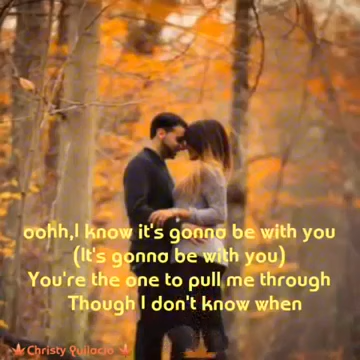 oohh,I know it's gonna be with you
(It's gonna be with you)
You're the one to pull me through
Though I don't know when
Christy Quilacio